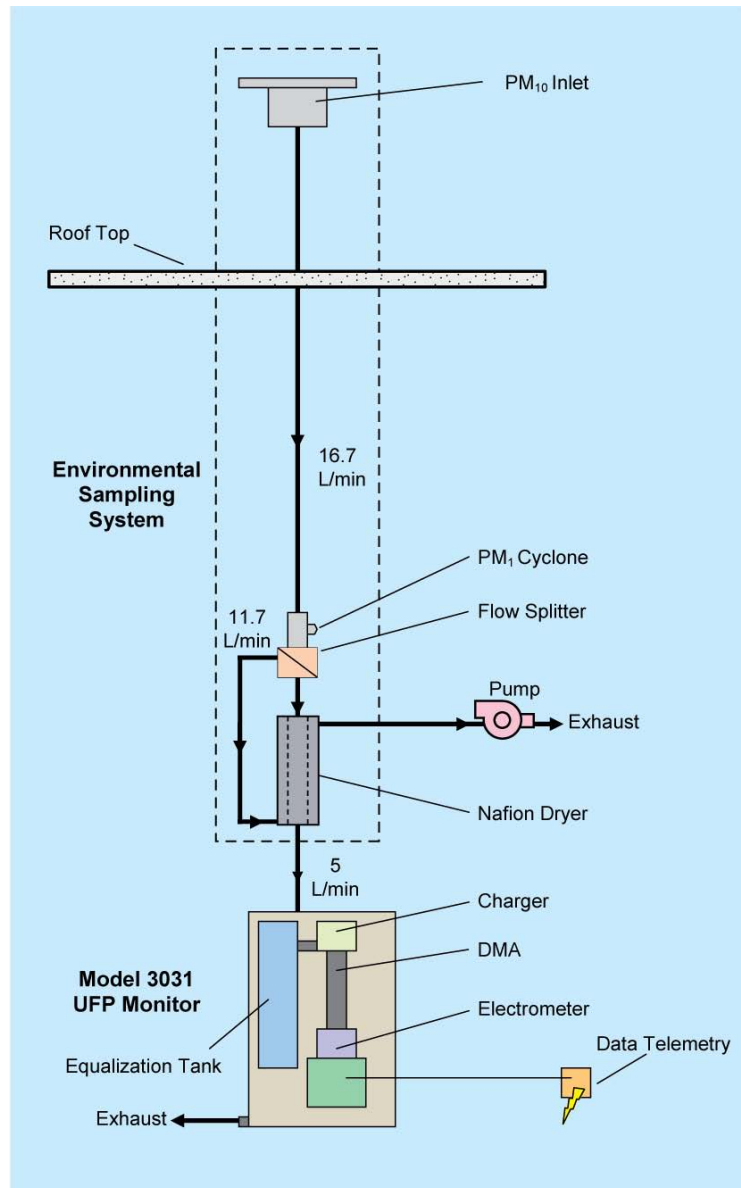 PM₁₀ Inlet
Roof Top
16.7
L/min
Environmental
Sampling
System
PM₁ Cyclone
11.7
L/min
Flow Splitter
Pump
Exhaust
Nafion Dryer
5
L/min
Charger
Model 3031
UFP Monitor
DMA
Electrometer
Data Telemetry
Equalization Tank
Exhaust